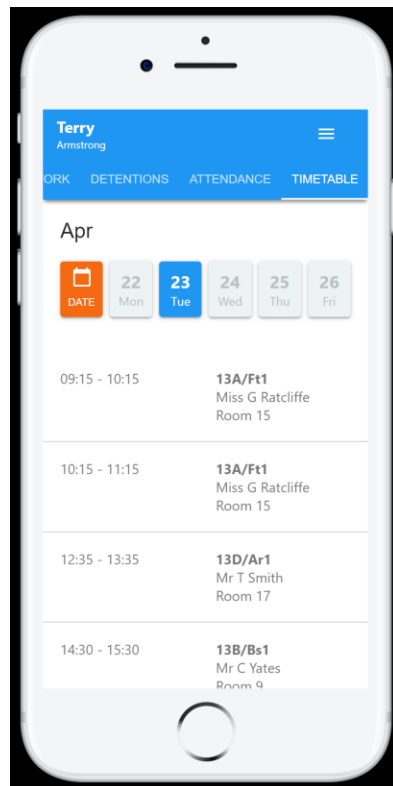 Terry
Armstrong
ORK DETENTIONS ATTENDANCE TIMETABLE
Apr
DATE 22 Mon 23 Tue 24 Wed 25 Thu 26 Fri
09:15 - 10:15 13A/Ft1
Miss G Ratcliffe
Room 15
10:15 - 11:15 13A/Ft1
Miss G Ratcliffe
Room 15
12:35 - 13:35 13D/Ar1
Mr T Smith
Room 17
14:30 - 15:30 13B/Bs1
Mr C Yates
Room 9